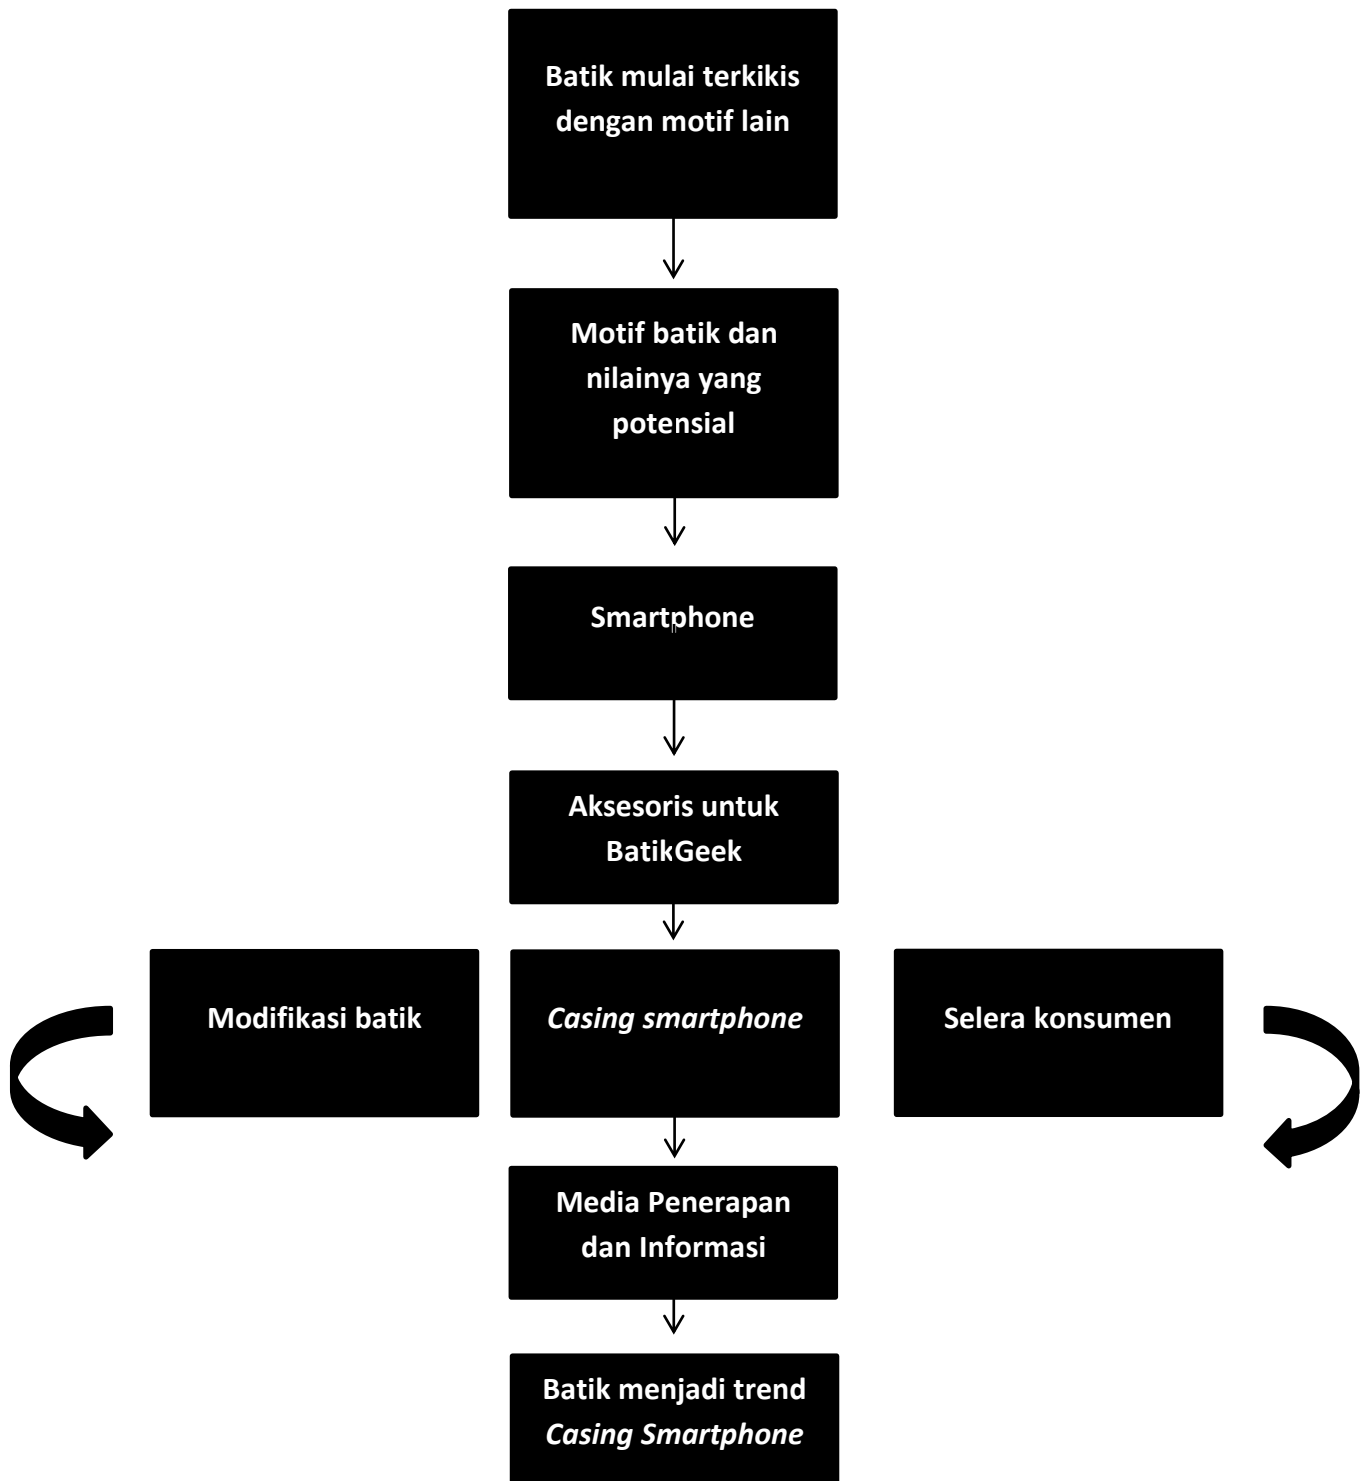 Batik mulai terkikis
dengan motif lain
Motif batik dan
nilainya yang
potensial
Smartphone
Aksesoris untuk
BatikGeek
Modifikasi batik
Casing smartphone
Selera konsumen
Media Penerapan
dan Informasi
Batik menjadi trend
Casing Smartphone